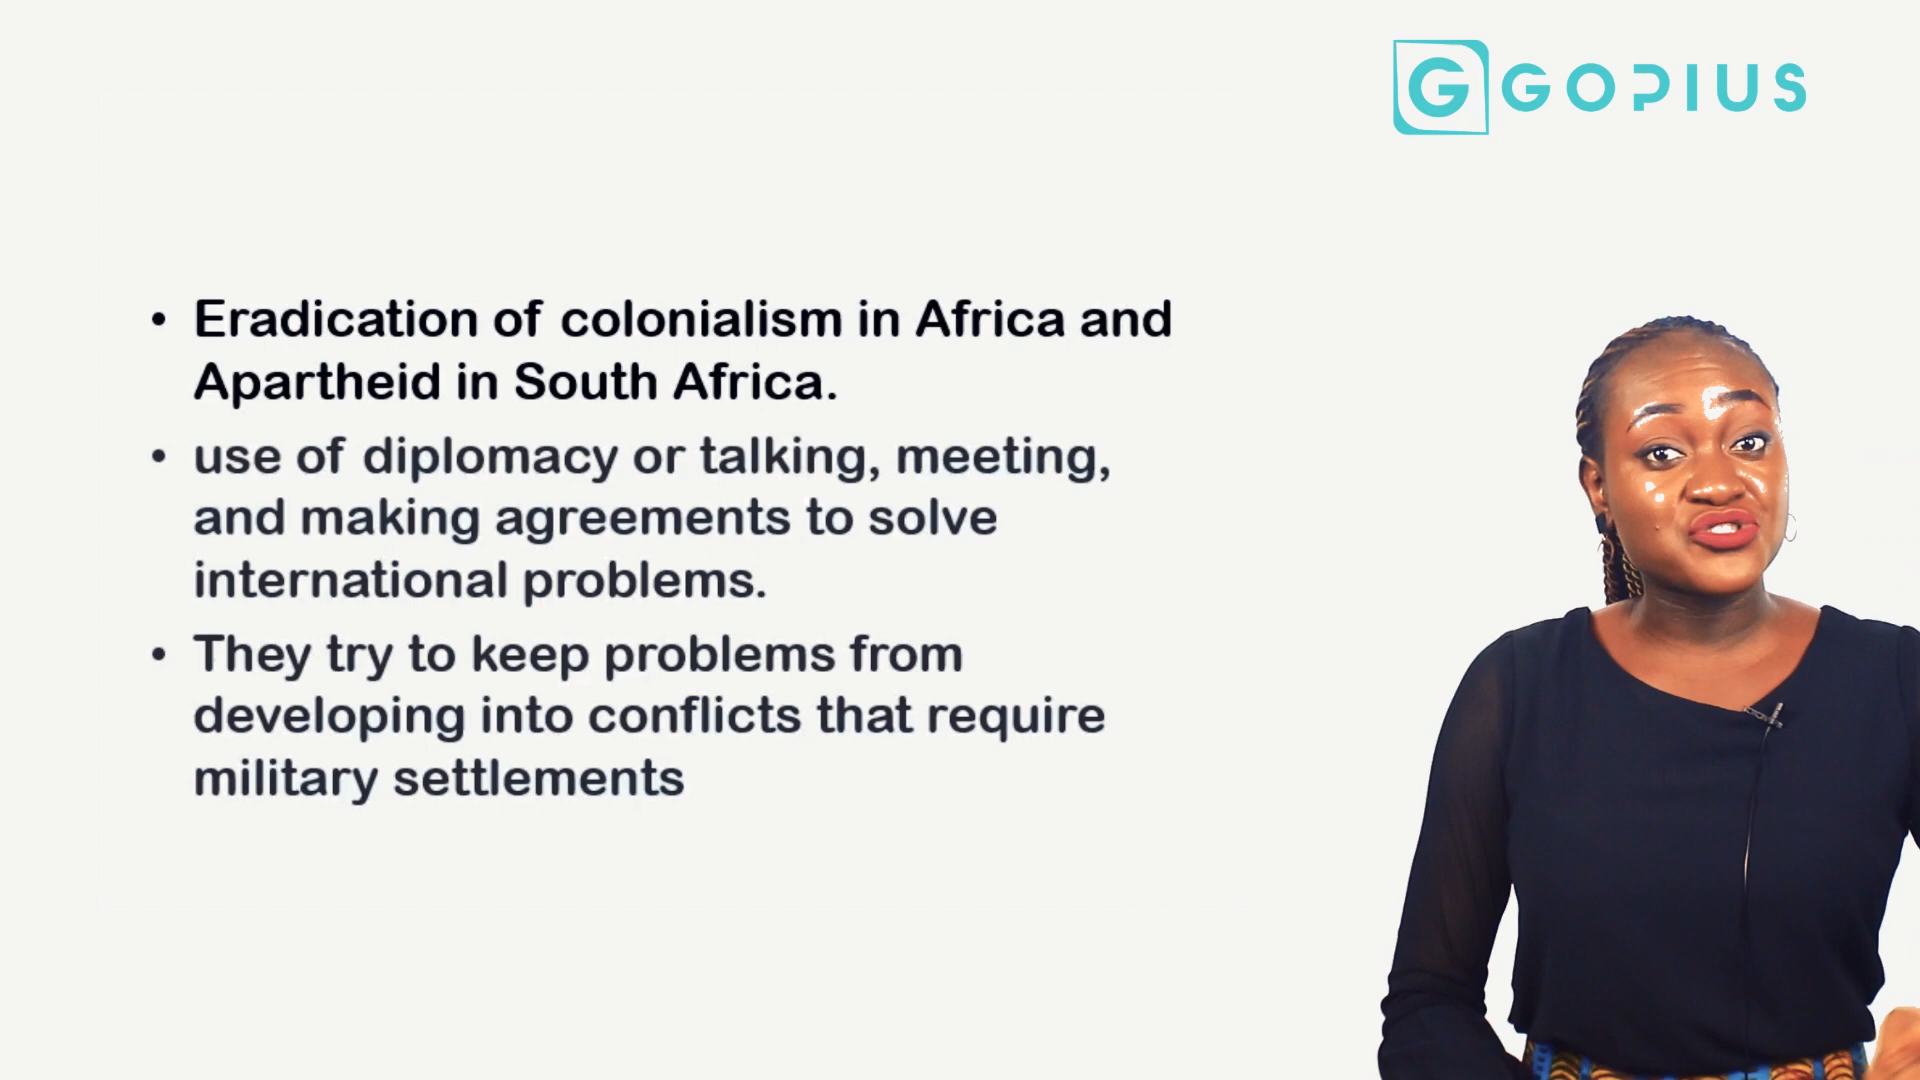 GOPIUS
• Eradication of colonialism in Africa and
Apartheid in South Africa.
• use of diplomacy or talking, meeting,
and making agreements to solve
international problems.
• They try to keep problems from
developing into conflicts that require
military settlements